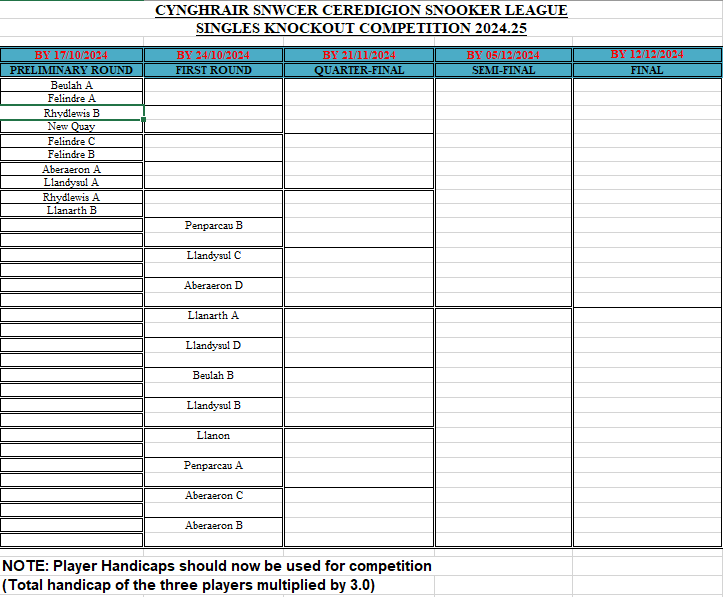 CYNGHRAIR SNWCER CEREDIGION SNOOKER LEAGUE
SINGLES KNOCKOUT COMPETITION 2024.25
BY 17/10/2024 BY 24/10/2024 BY 21/11/2024 BY 05/12/2024 BY 12/12/2024
PRELIMINARY ROUND FIRST ROUND QUARTER-FINAL SEMI-FINAL FINAL
Beulah A
Felindre A
Rhydlewis B
New Quay
Felindre C
Felindre B
Aberaeron A
Llandysul A
Rhydlewis A
Llanarth B
Penparcau B
Llandysul C
Aberaeron D
Llanarth A
Llandysul D
Beulah B
Llandysul B
Llanon
Penparcau A
Aberaeron C
Aberaeron B
NOTE: Player Handicaps should now be used for competition
(Total handicap of the three players multiplied by 3.0)